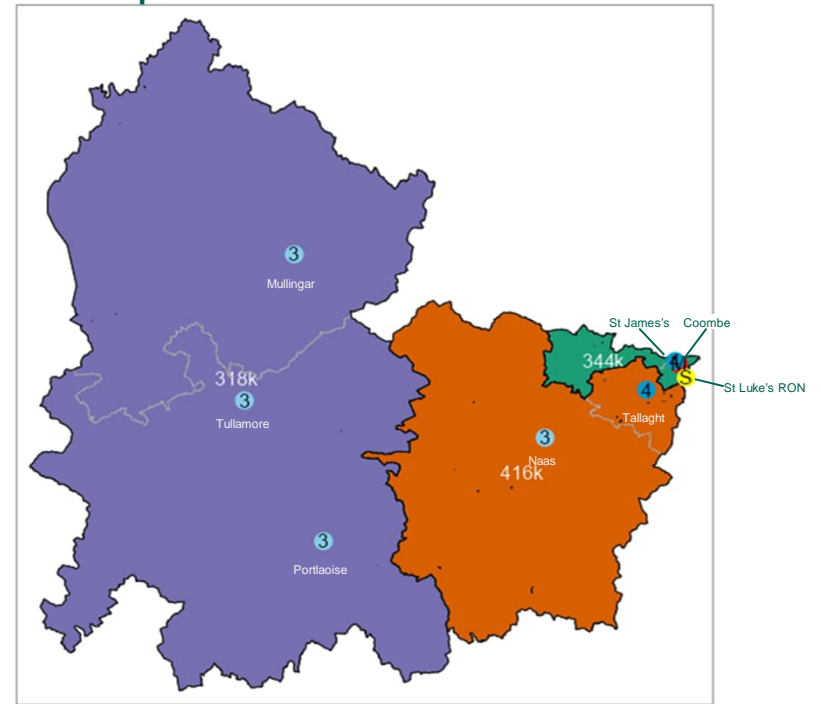 3
Mullingar
St James's
Coombe
4
344k
S
St Luke's RON
318k
3
Tullamore
4
Tallaght
3
Naas
416k
3
Portlaoise